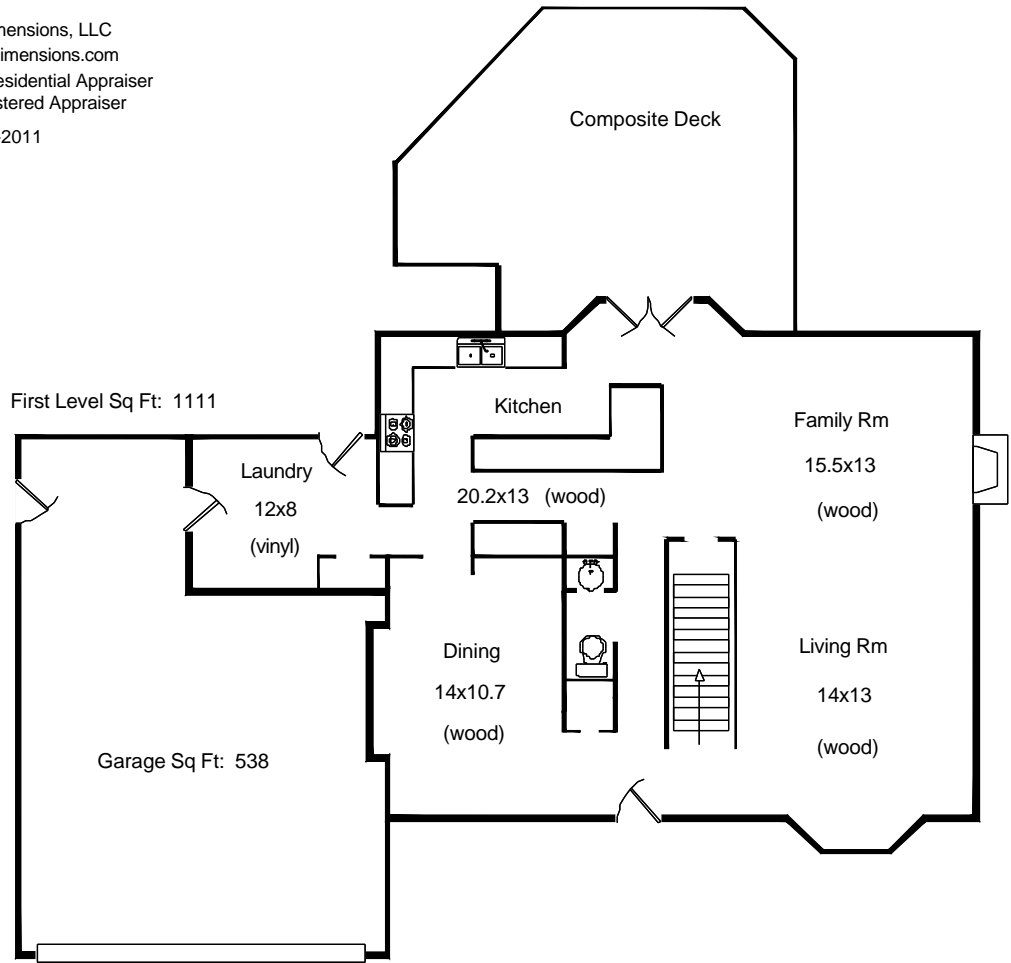 mensions, LLC
imensions.com
esidential Appraiser
stered Appraiser
-2011
Composite Deck
First Level Sq Ft: 1111
Kitchen
20.2x13 (wood)
Family Rm
15.5x13
(wood)
Laundry
12x8
(vinyl)
Dining
14x10.7
(wood)
Living Rm
14x13
(wood)
Garage Sq Ft: 538